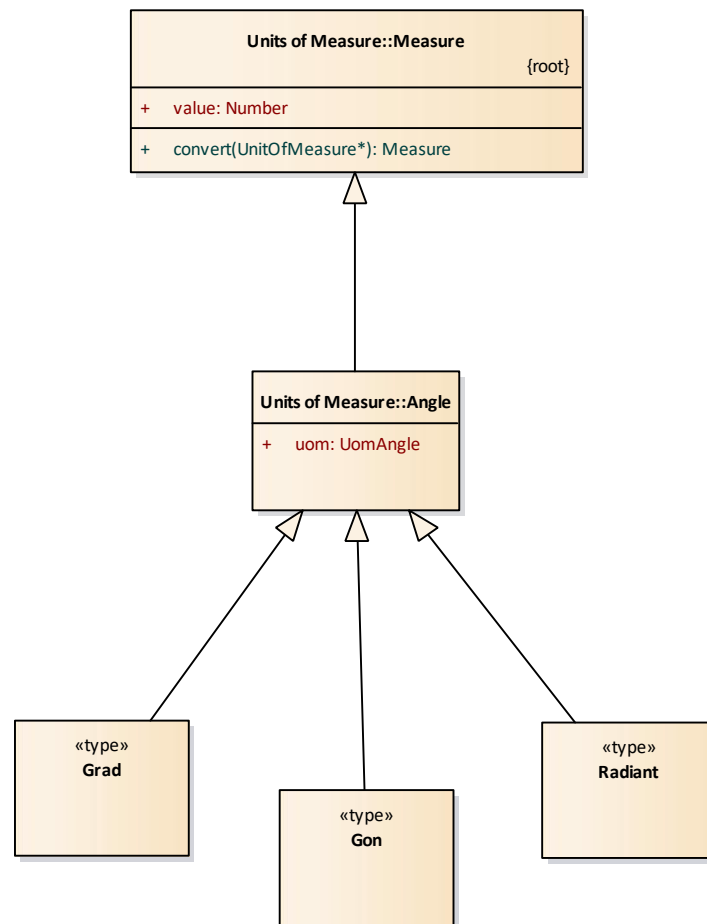 Units of Measure::Measure
{root}
+ value: Number
+ convert(UnitOfMeasure*): Measure
Units of Measure::Angle
+ uom: UomAngle
«type»
Grad
«type»
Gon
«type»
Radiant